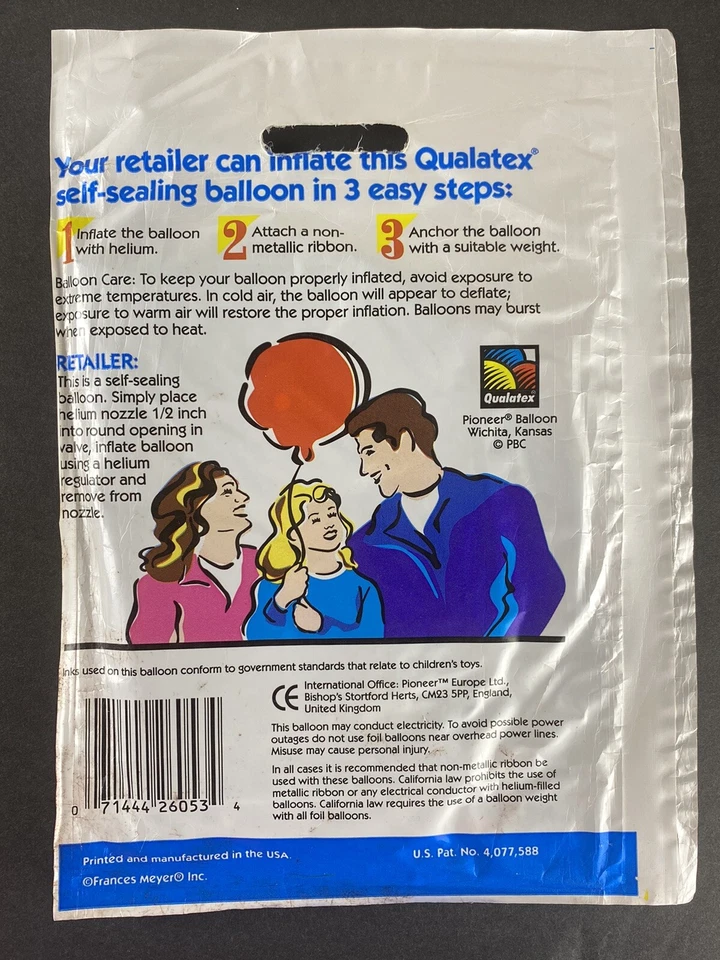 Your retailer can inflate this Qualatex®
self-sealing balloon in 3 easy steps:
1 Inflate the balloon
with helium.
2 Attach a non-
metallic ribbon.
3 Anchor the balloon
with a suitable weight.
Balloon Care: To keep your balloon properly inflated, avoid exposure to
extreme temperatures. In cold air, the balloon will appear to deflate;
exposure to warm air will restore the proper inflation. Balloons may burst
when exposed to heat.
RETAILER:
This is a self-sealing
balloon. Simply place
helium nozzle 1/2 inch
into round opening in
valve, inflate balloon
using a helium
regulator and
remove from
nozzle.
Qualatex
Pioneer® Balloon
Wichita, Kansas
© PBC
Inks used on this balloon conform to government standards that relate to children's toys.
CE International Office: Pioneer™ Europe Ltd.,
Bishop's Stortford Herts, CM23 5PP, England,
United Kingdom
This balloon may conduct electricity. To avoid possible power
outages do not use foil balloons near overhead power lines.
Misuse may cause personal injury.
In all cases it is recommended that non-metallic ribbon be
used with these balloons. California law prohibits the use of
metallic ribbon or any electrical conductor with helium-filled
balloons. California law requires the use of a balloon weight
with all foil balloons.
0 71444 26053 4
Printed and manufactured in the USA.
U.S. Pat. No. 4,077,588
©Frances Meyer® Inc.